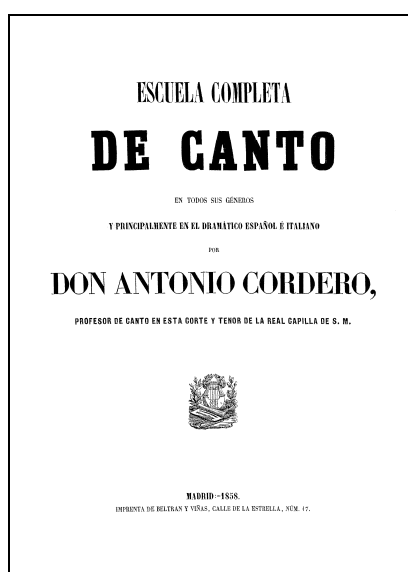 ESCUELA COMPLETA
DE CANTO
EN TODOS SUS GÉNEROS
Y PRINCIPALMENTE EN EL DRAMÁTICO ESPAÑOL É ITALIANO
POR
DON ANTONIO CORDERO,
PROFESOR DE CANTO EN ESTA CORTE Y TENOR DE LA REAL CAPILLA DE S. M.
MADRID:–1858.
IMPRENTA DE BELTRAN Y VIÑAS, CALLE DE LA ESTRELLA, NÚM. 17.